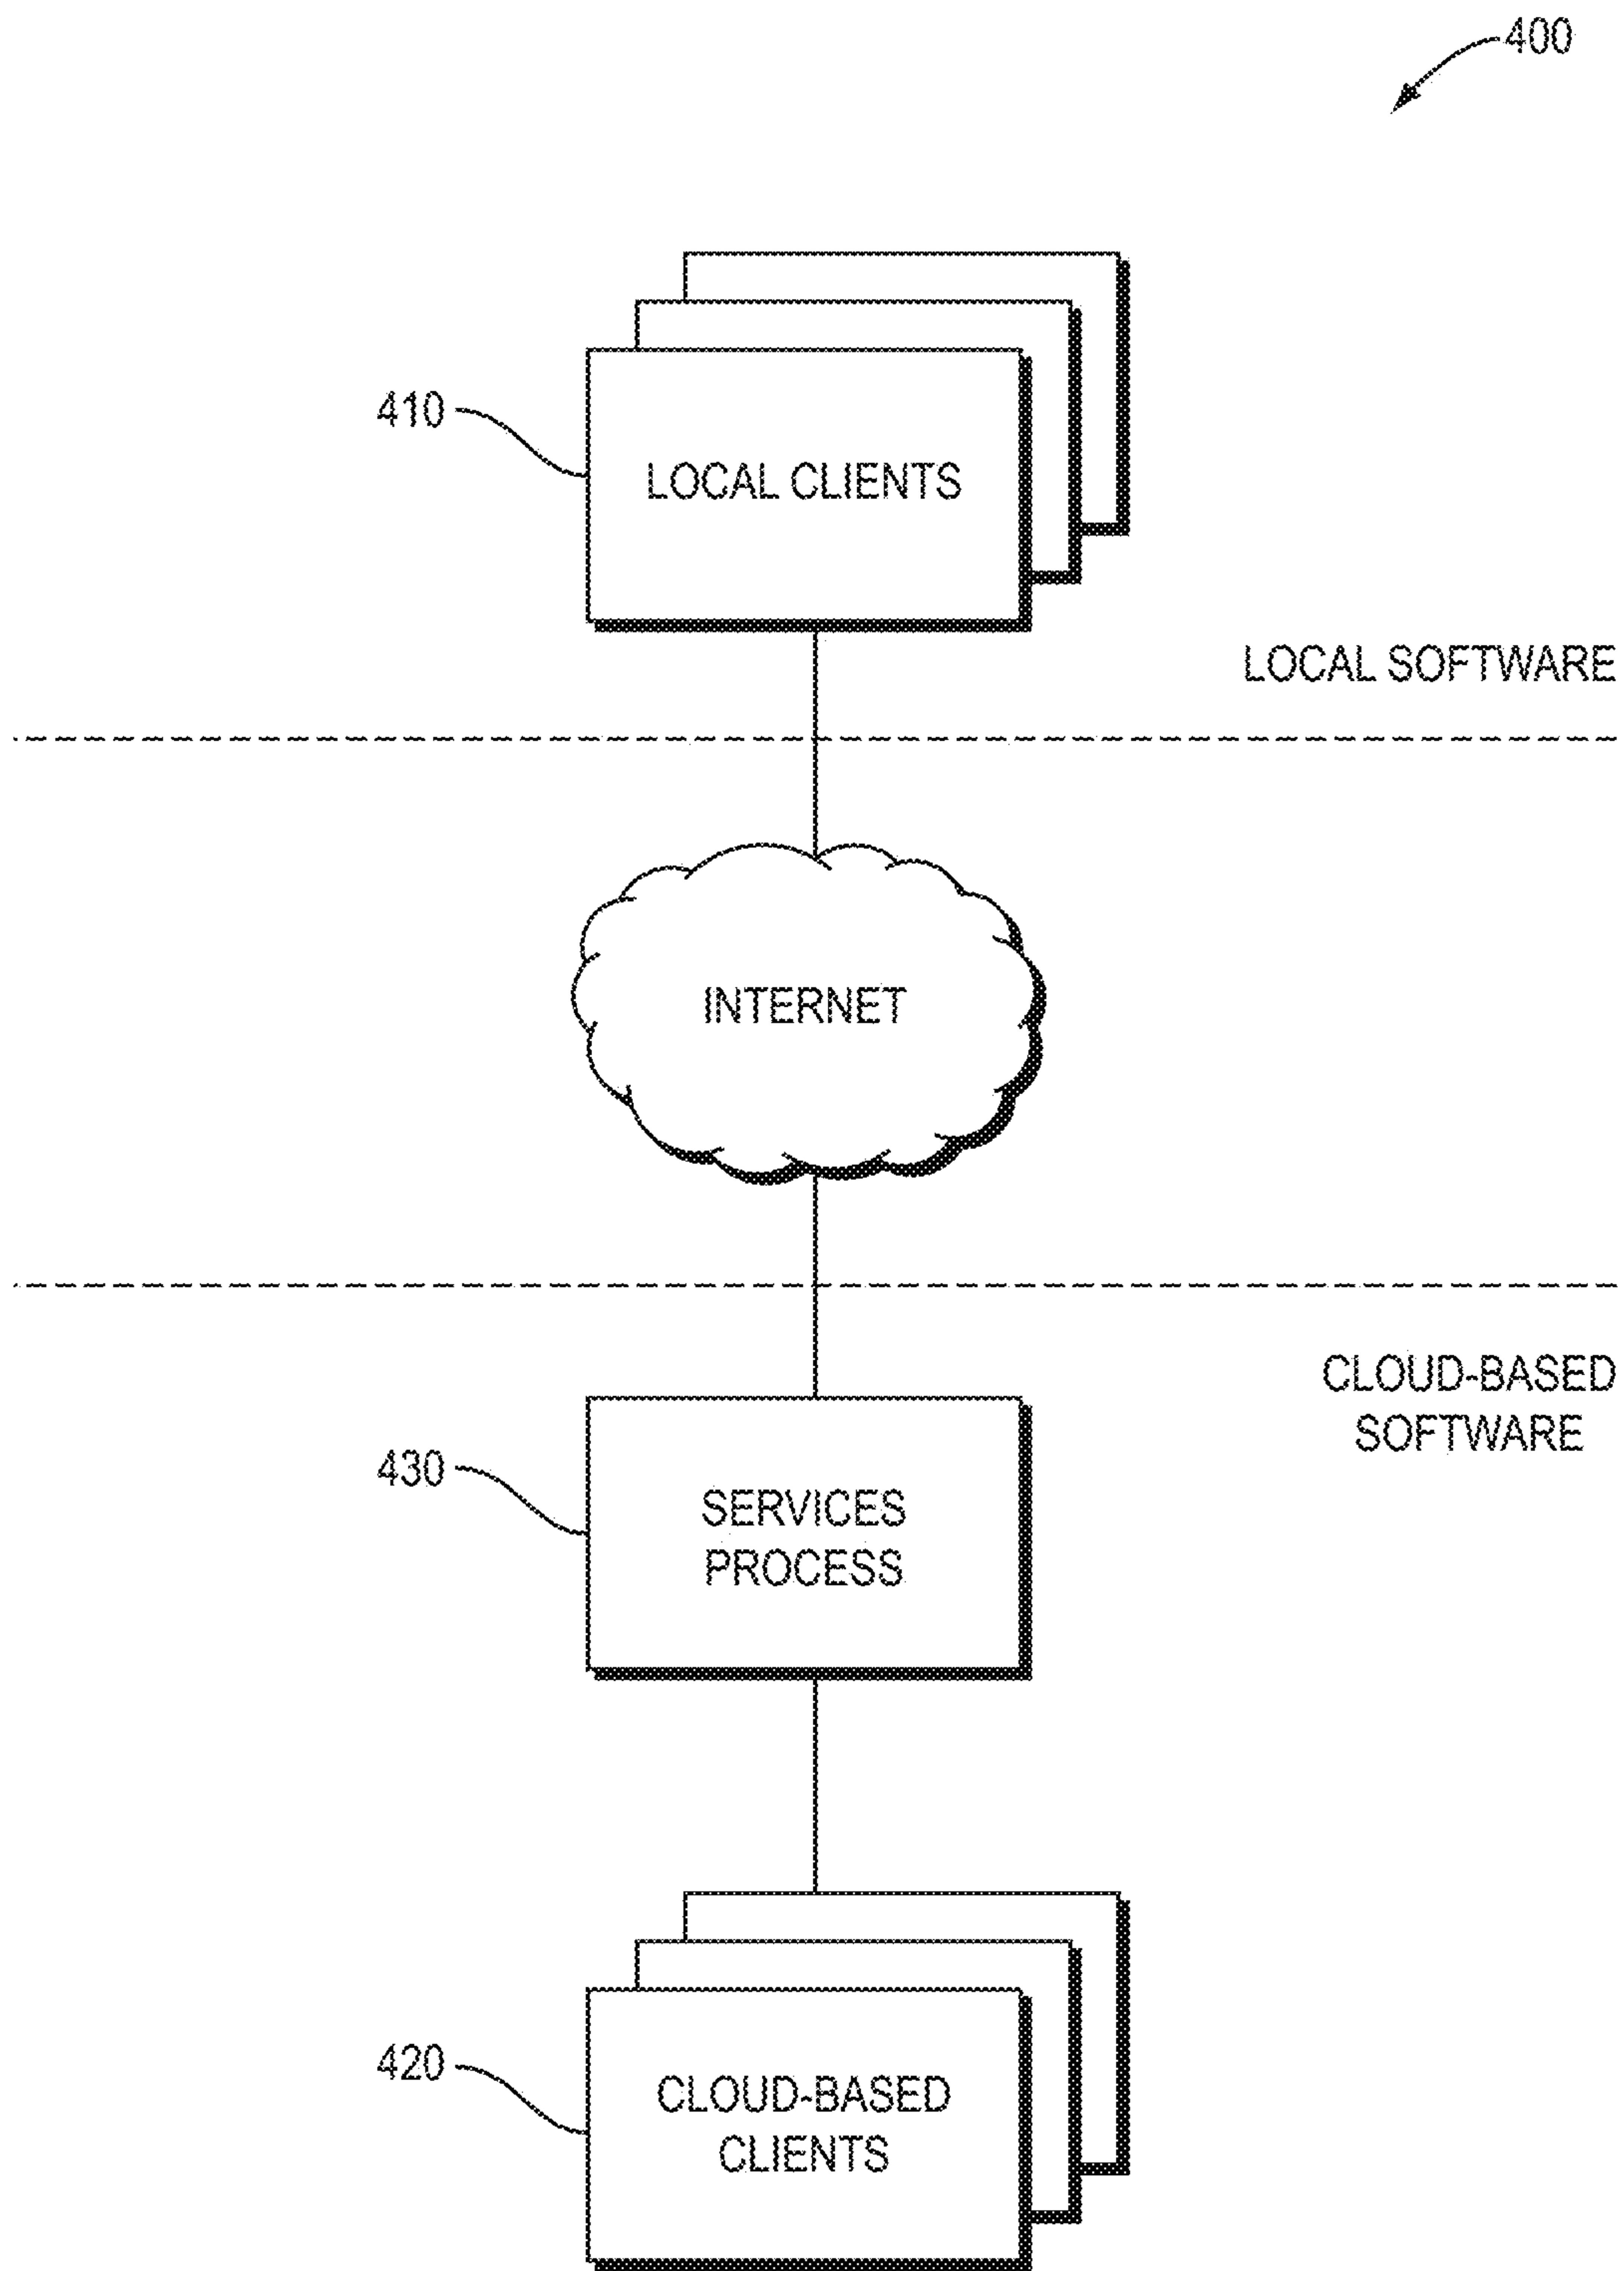 400
410
LOCAL CLIENTS
LOCAL SOFTWARE
INTERNET
CLOUD-BASED
SOFTWARE
430
SERVICES
PROCESS
420
CLOUD-BASED
CLIENTS